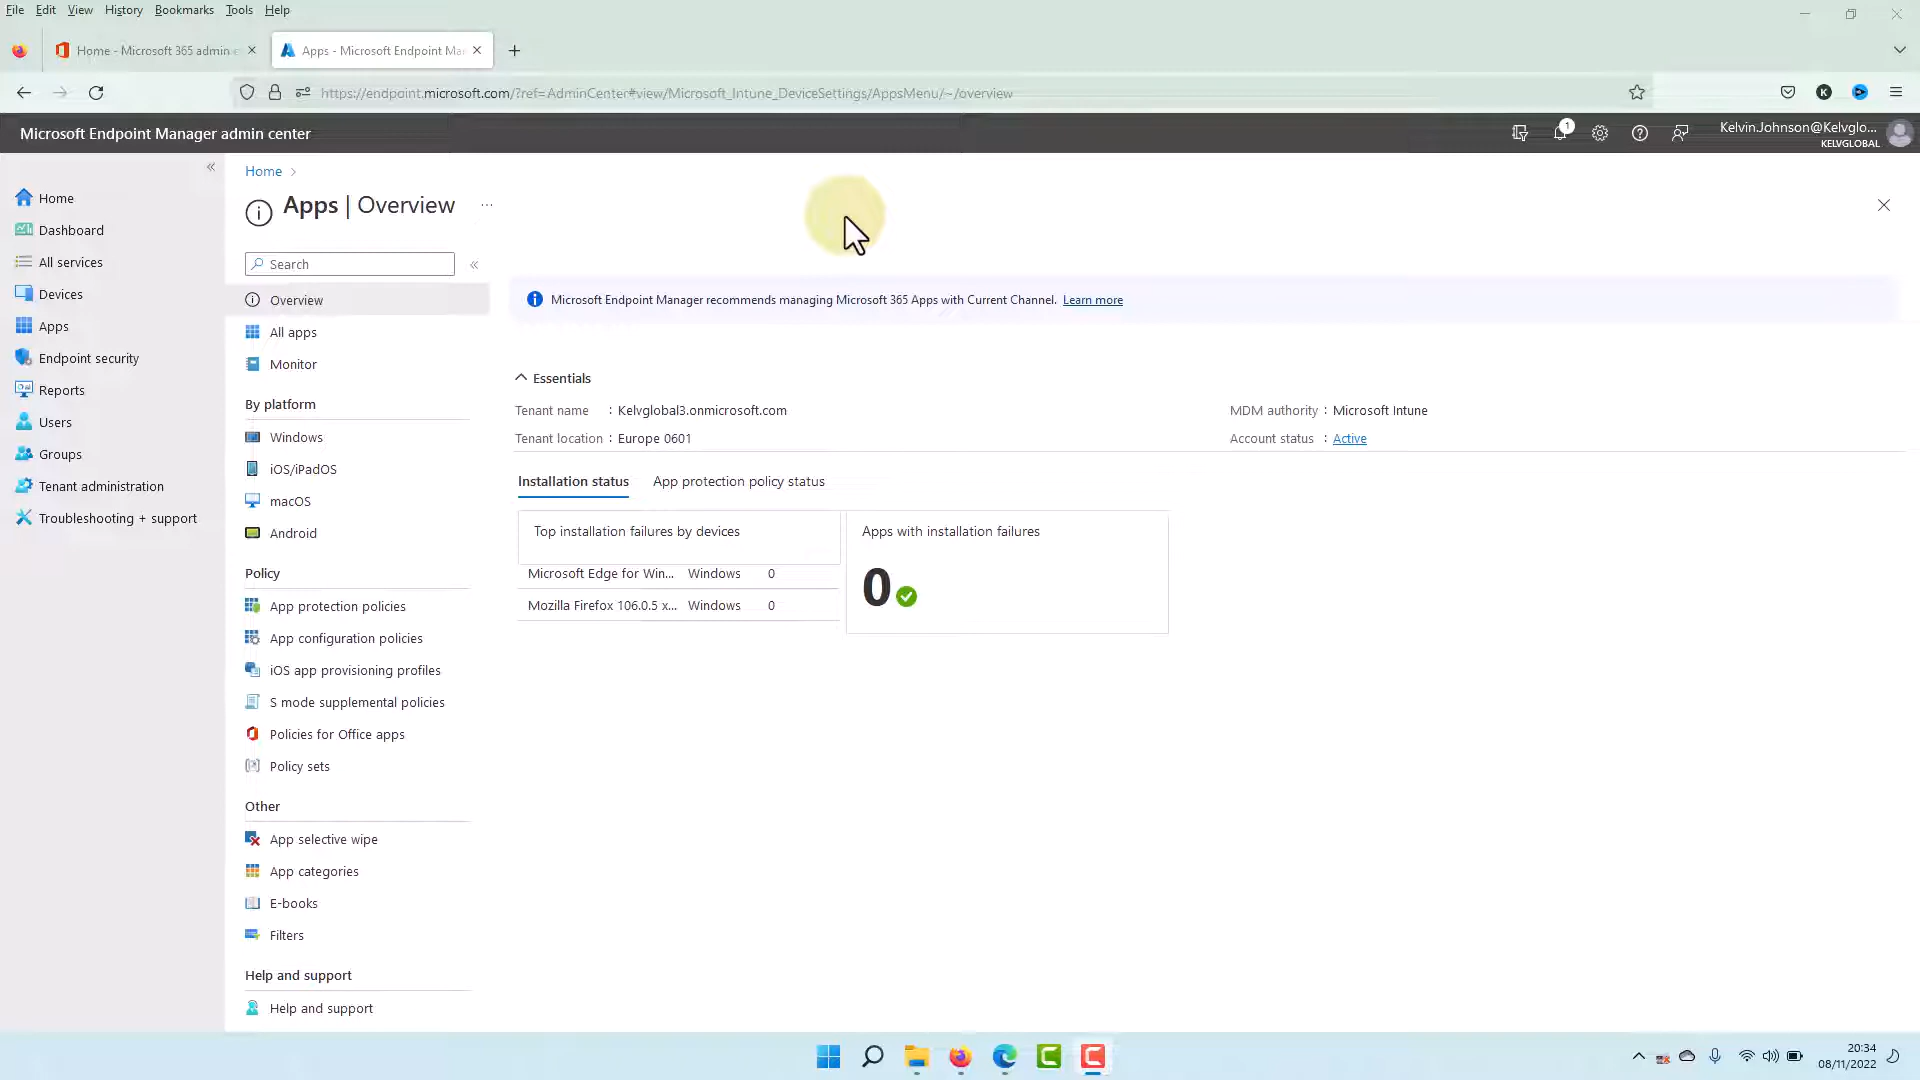 File Edit View History Bookmarks Tools Help
Home - Microsoft 365 admin
Apps - Microsoft Endpoint Ma
https://endpoint.microsoft.com/?ref=AdminCenter#view/Microsoft_Intune_DeviceSettings/AppsMenu/~/overview
K
Microsoft Endpoint Manager admin center
1
Kelvin.Johnson@Kelvglo...
KELVGLOBAL
Home
Dashboard
All services
Devices
Apps
Endpoint security
Reports
Users
Groups
Tenant administration
Troubleshooting + support
Home
Apps | Overview
...
Search
Overview
All apps
Monitor
By platform
Windows
iOS/iPadOS
macOS
Android
Policy
App protection policies
App configuration policies
iOS app provisioning profiles
S mode supplemental policies
Policies for Office apps
Policy sets
Other
App selective wipe
App categories
E-books
Filters
Help and support
Help and support
Microsoft Endpoint Manager recommends managing Microsoft 365 Apps with Current Channel. Learn more
Essentials
Tenant name : Kelvglobal3.onmicrosoft.com
Tenant location : Europe 0601
MDM authority : Microsoft Intune
Account status : Active
Installation status
App protection policy status
Top installation failures by devices
Microsoft Edge for Win... Windows 0
Mozilla Firefox 106.0.5 x... Windows 0
Apps with installation failures
0
20:34
08/11/2022